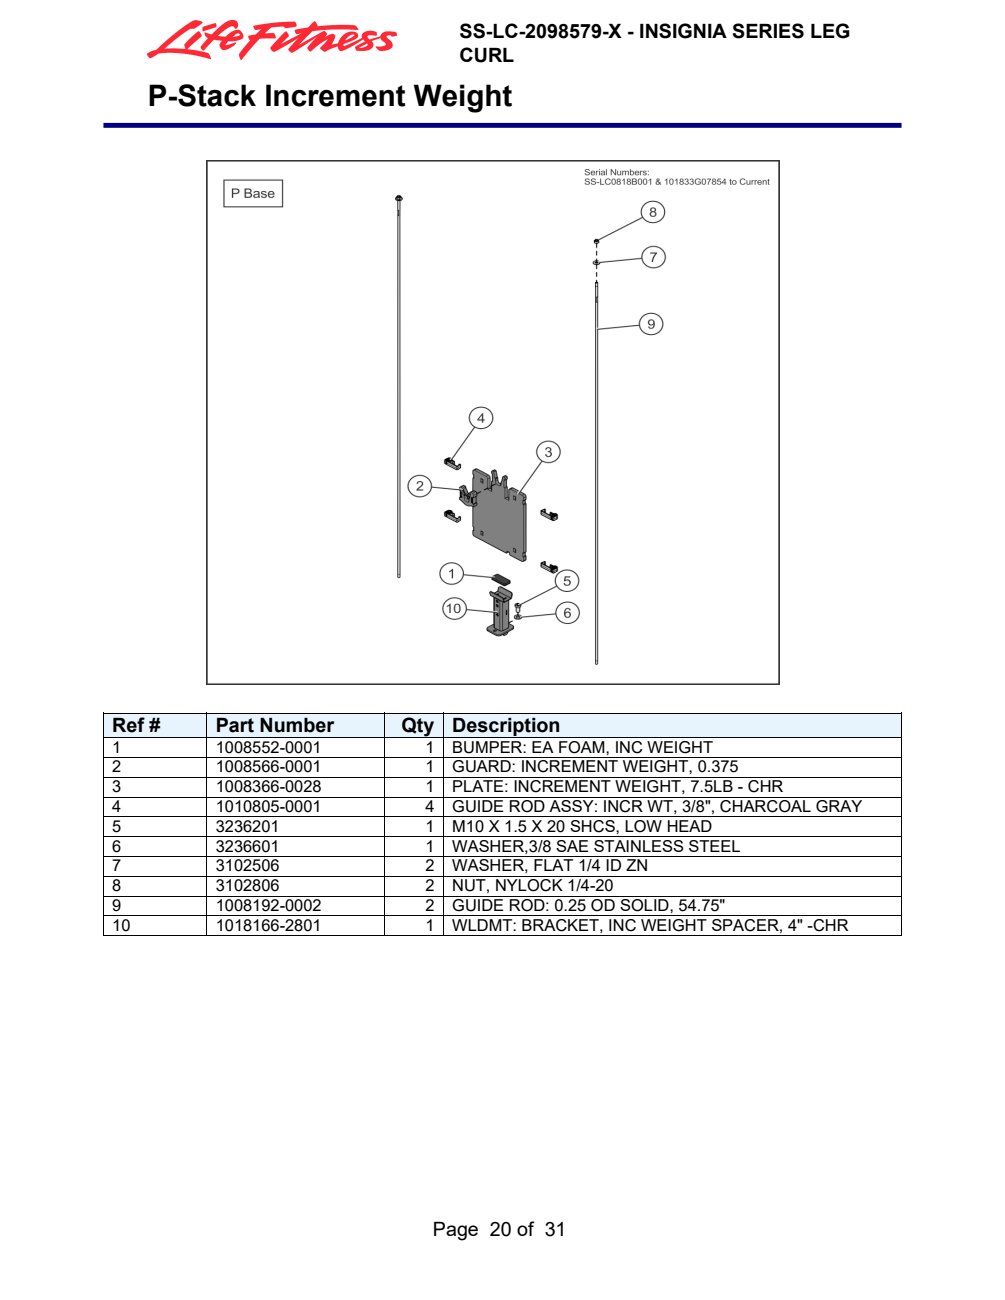 LifeFitness
SS-LC-2098579-X - INSIGNIA SERIES LEG
CURL
P-Stack Increment Weight
P Base
Serial Numbers:
SS-LC0818B001 & 101833G07854 to Current
8
7
9
4
3
2
1
5
10
6
Ref # Part Number Qty Description
1 1008552-0001 1 BUMPER: EA FOAM, INC WEIGHT
2 1008566-0001 1 GUARD: INCREMENT WEIGHT, 0.375
3 1008366-0028 1 PLATE: INCREMENT WEIGHT, 7.5LB - CHR
4 1010805-0001 4 GUIDE ROD ASSY: INCR WT, 3/8", CHARCOAL GRAY
5 3236201 1 M10 X 1.5 X 20 SHCS, LOW HEAD
6 3236601 1 WASHER,3/8 SAE STAINLESS STEEL
7 3102506 2 WASHER, FLAT 1/4 ID ZN
8 3102806 2 NUT, NYLOCK 1/4-20
9 1008192-0002 2 GUIDE ROD: 0.25 OD SOLID, 54.75"
10 1018166-2801 1 WLDMT: BRACKET, INC WEIGHT SPACER, 4" -CHR
Page 20 of 31